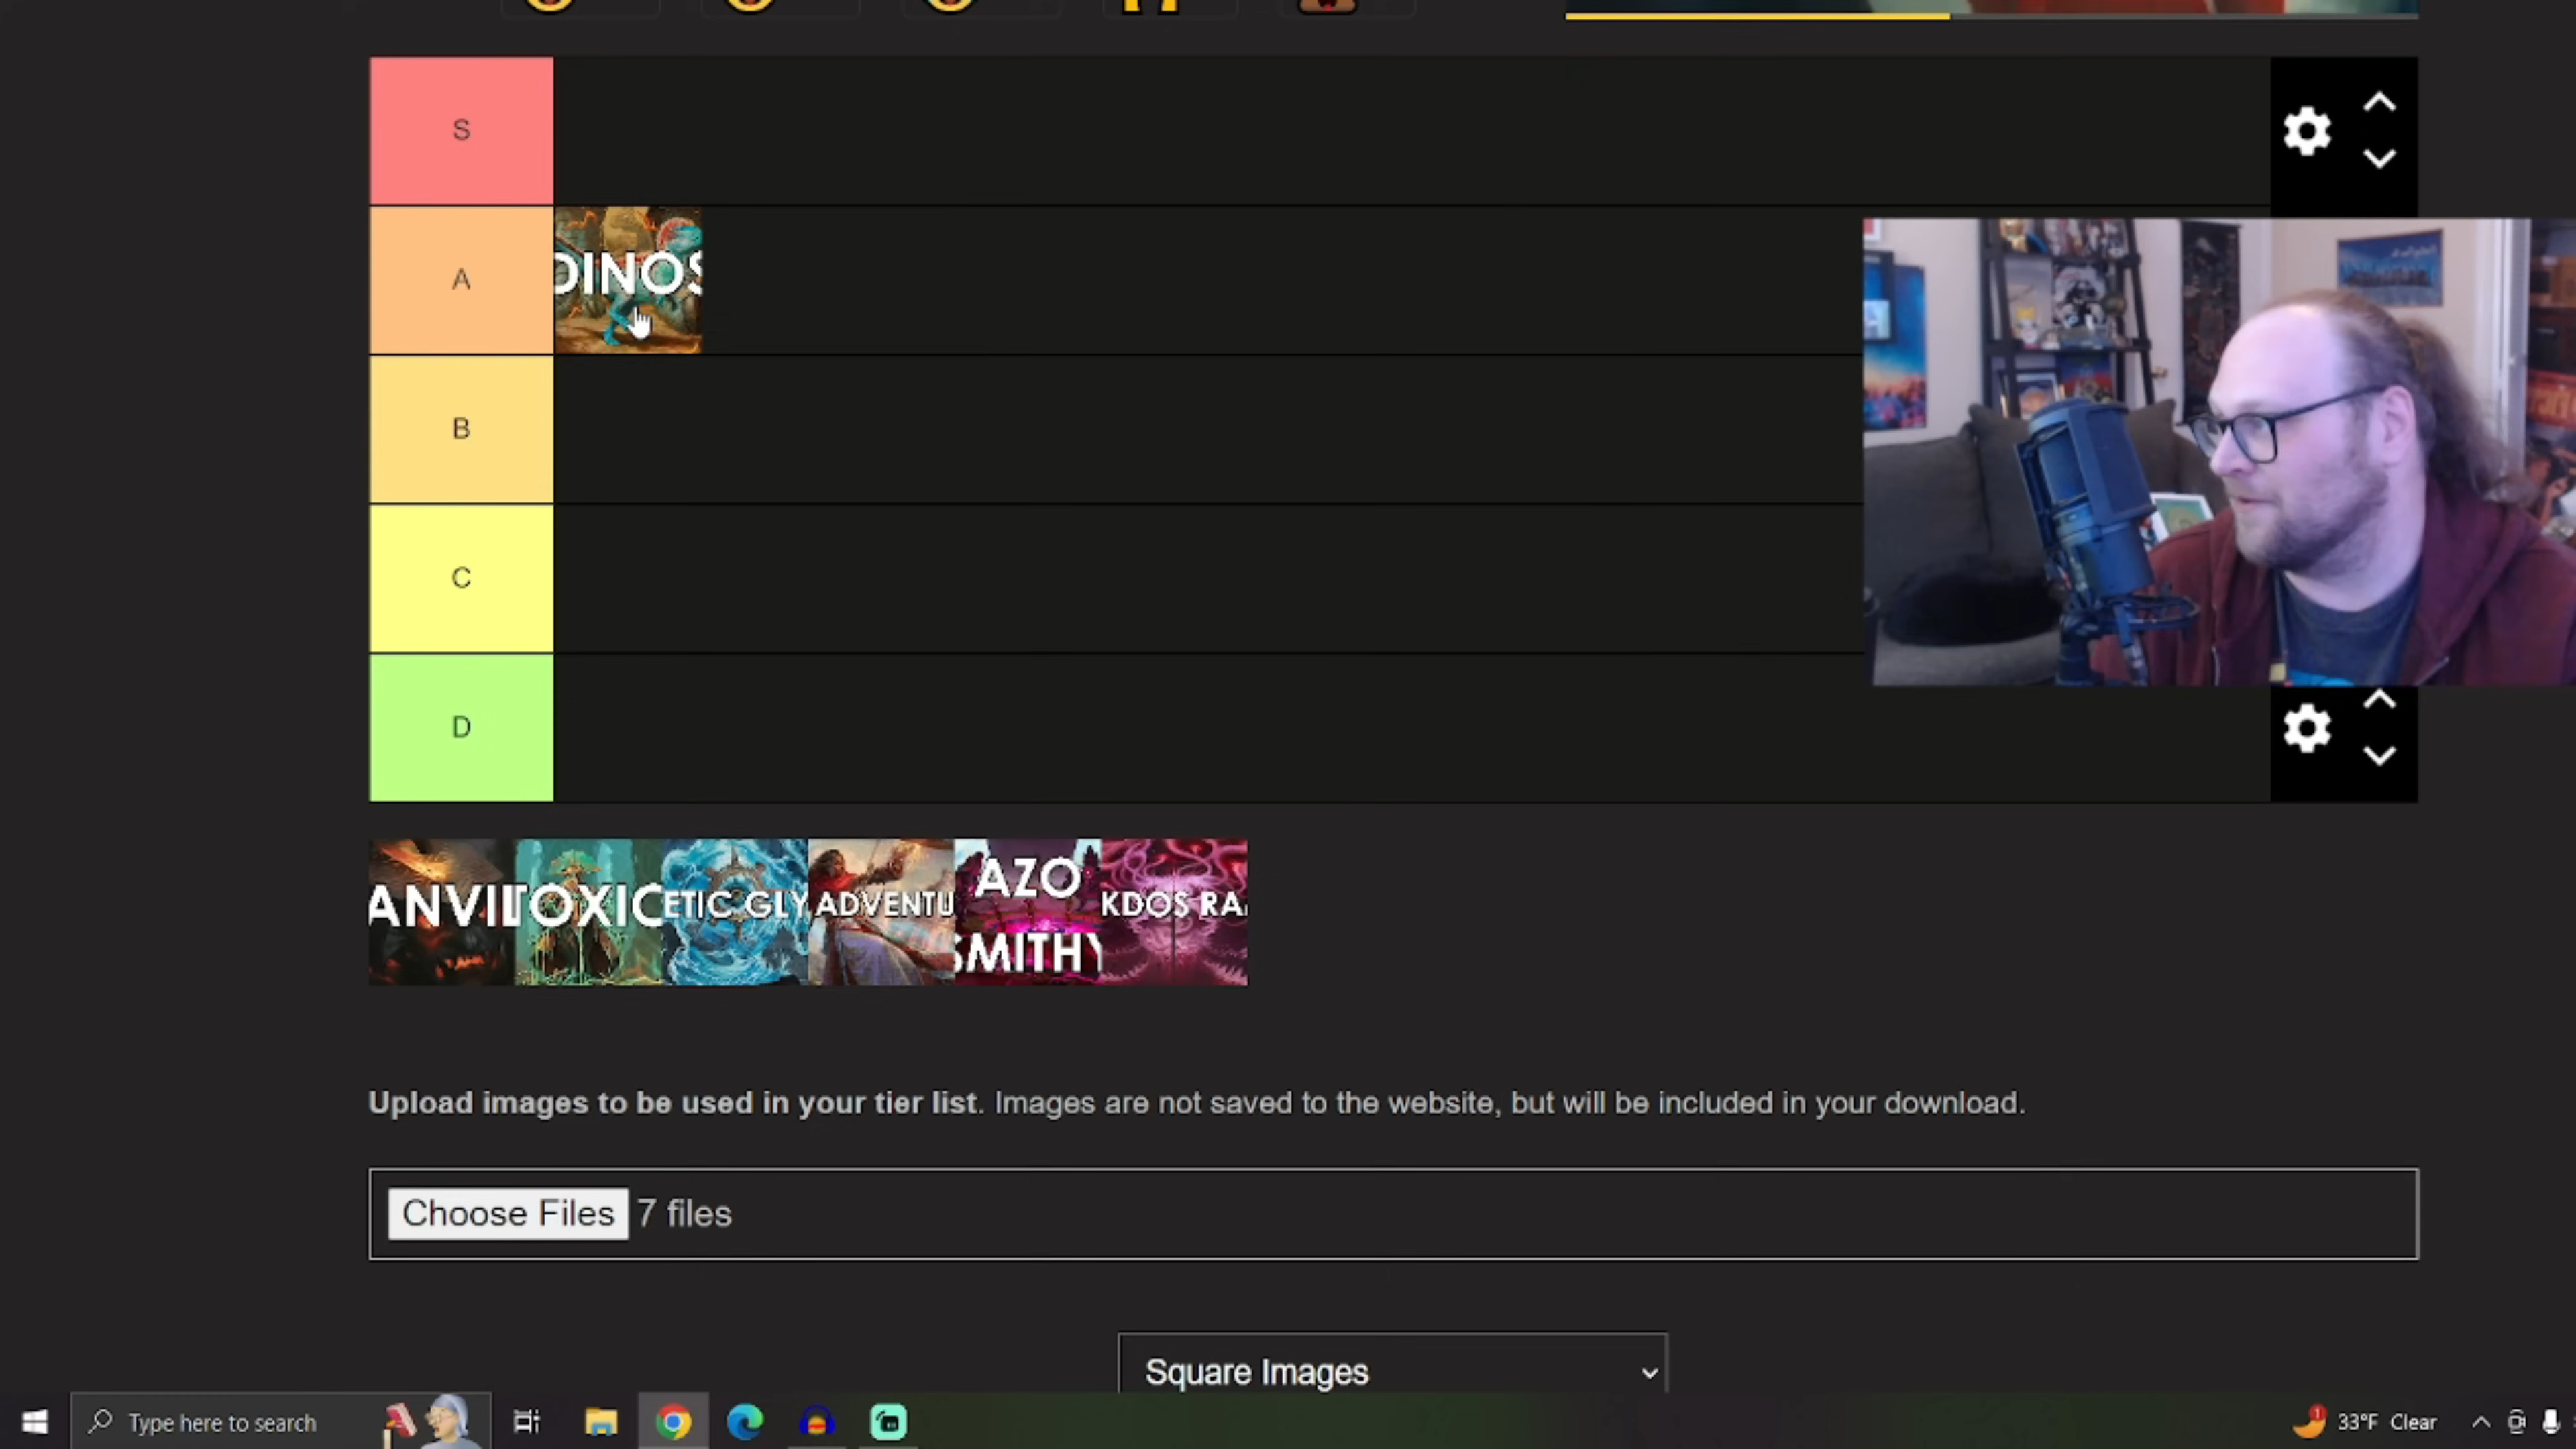 S
A
DINOS
B
C
D
ANVIL
TOXIC
ETIC GLY
ADVENTU
AZO
SMITHY
KDOS RA
Upload images to be used in your tier list. Images are not saved to the website, but will be included in your download.
Choose Files 7 files
Square Images
Type here to search
1
33°F Clear